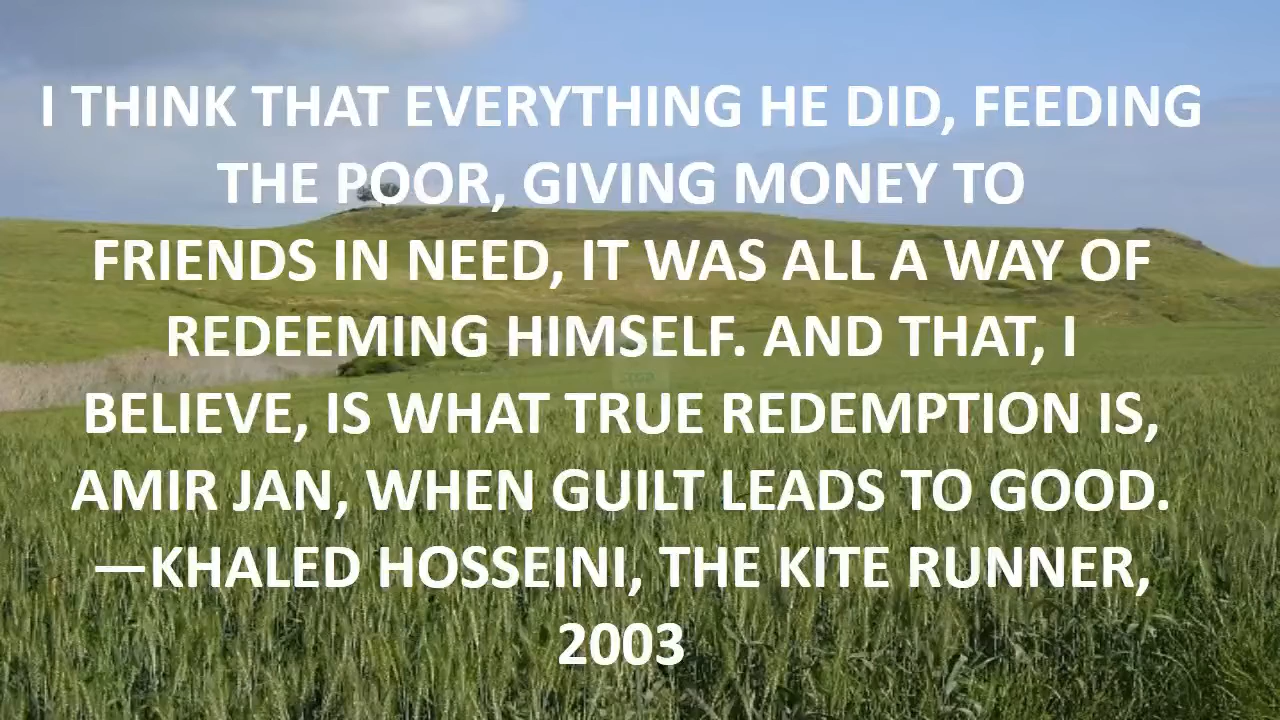 I THINK THAT EVERYTHING HE DID, FEEDING
THE POOR, GIVING MONEY TO
FRIENDS IN NEED, IT WAS ALL A WAY OF
REDEEMING HIMSELF. AND THAT, I
BELIEVE, IS WHAT TRUE REDEMPTION IS,
AMIR JAN, WHEN GUILT LEADS TO GOOD.
—KHALED HOSSEINI, THE KITE RUNNER,
2003